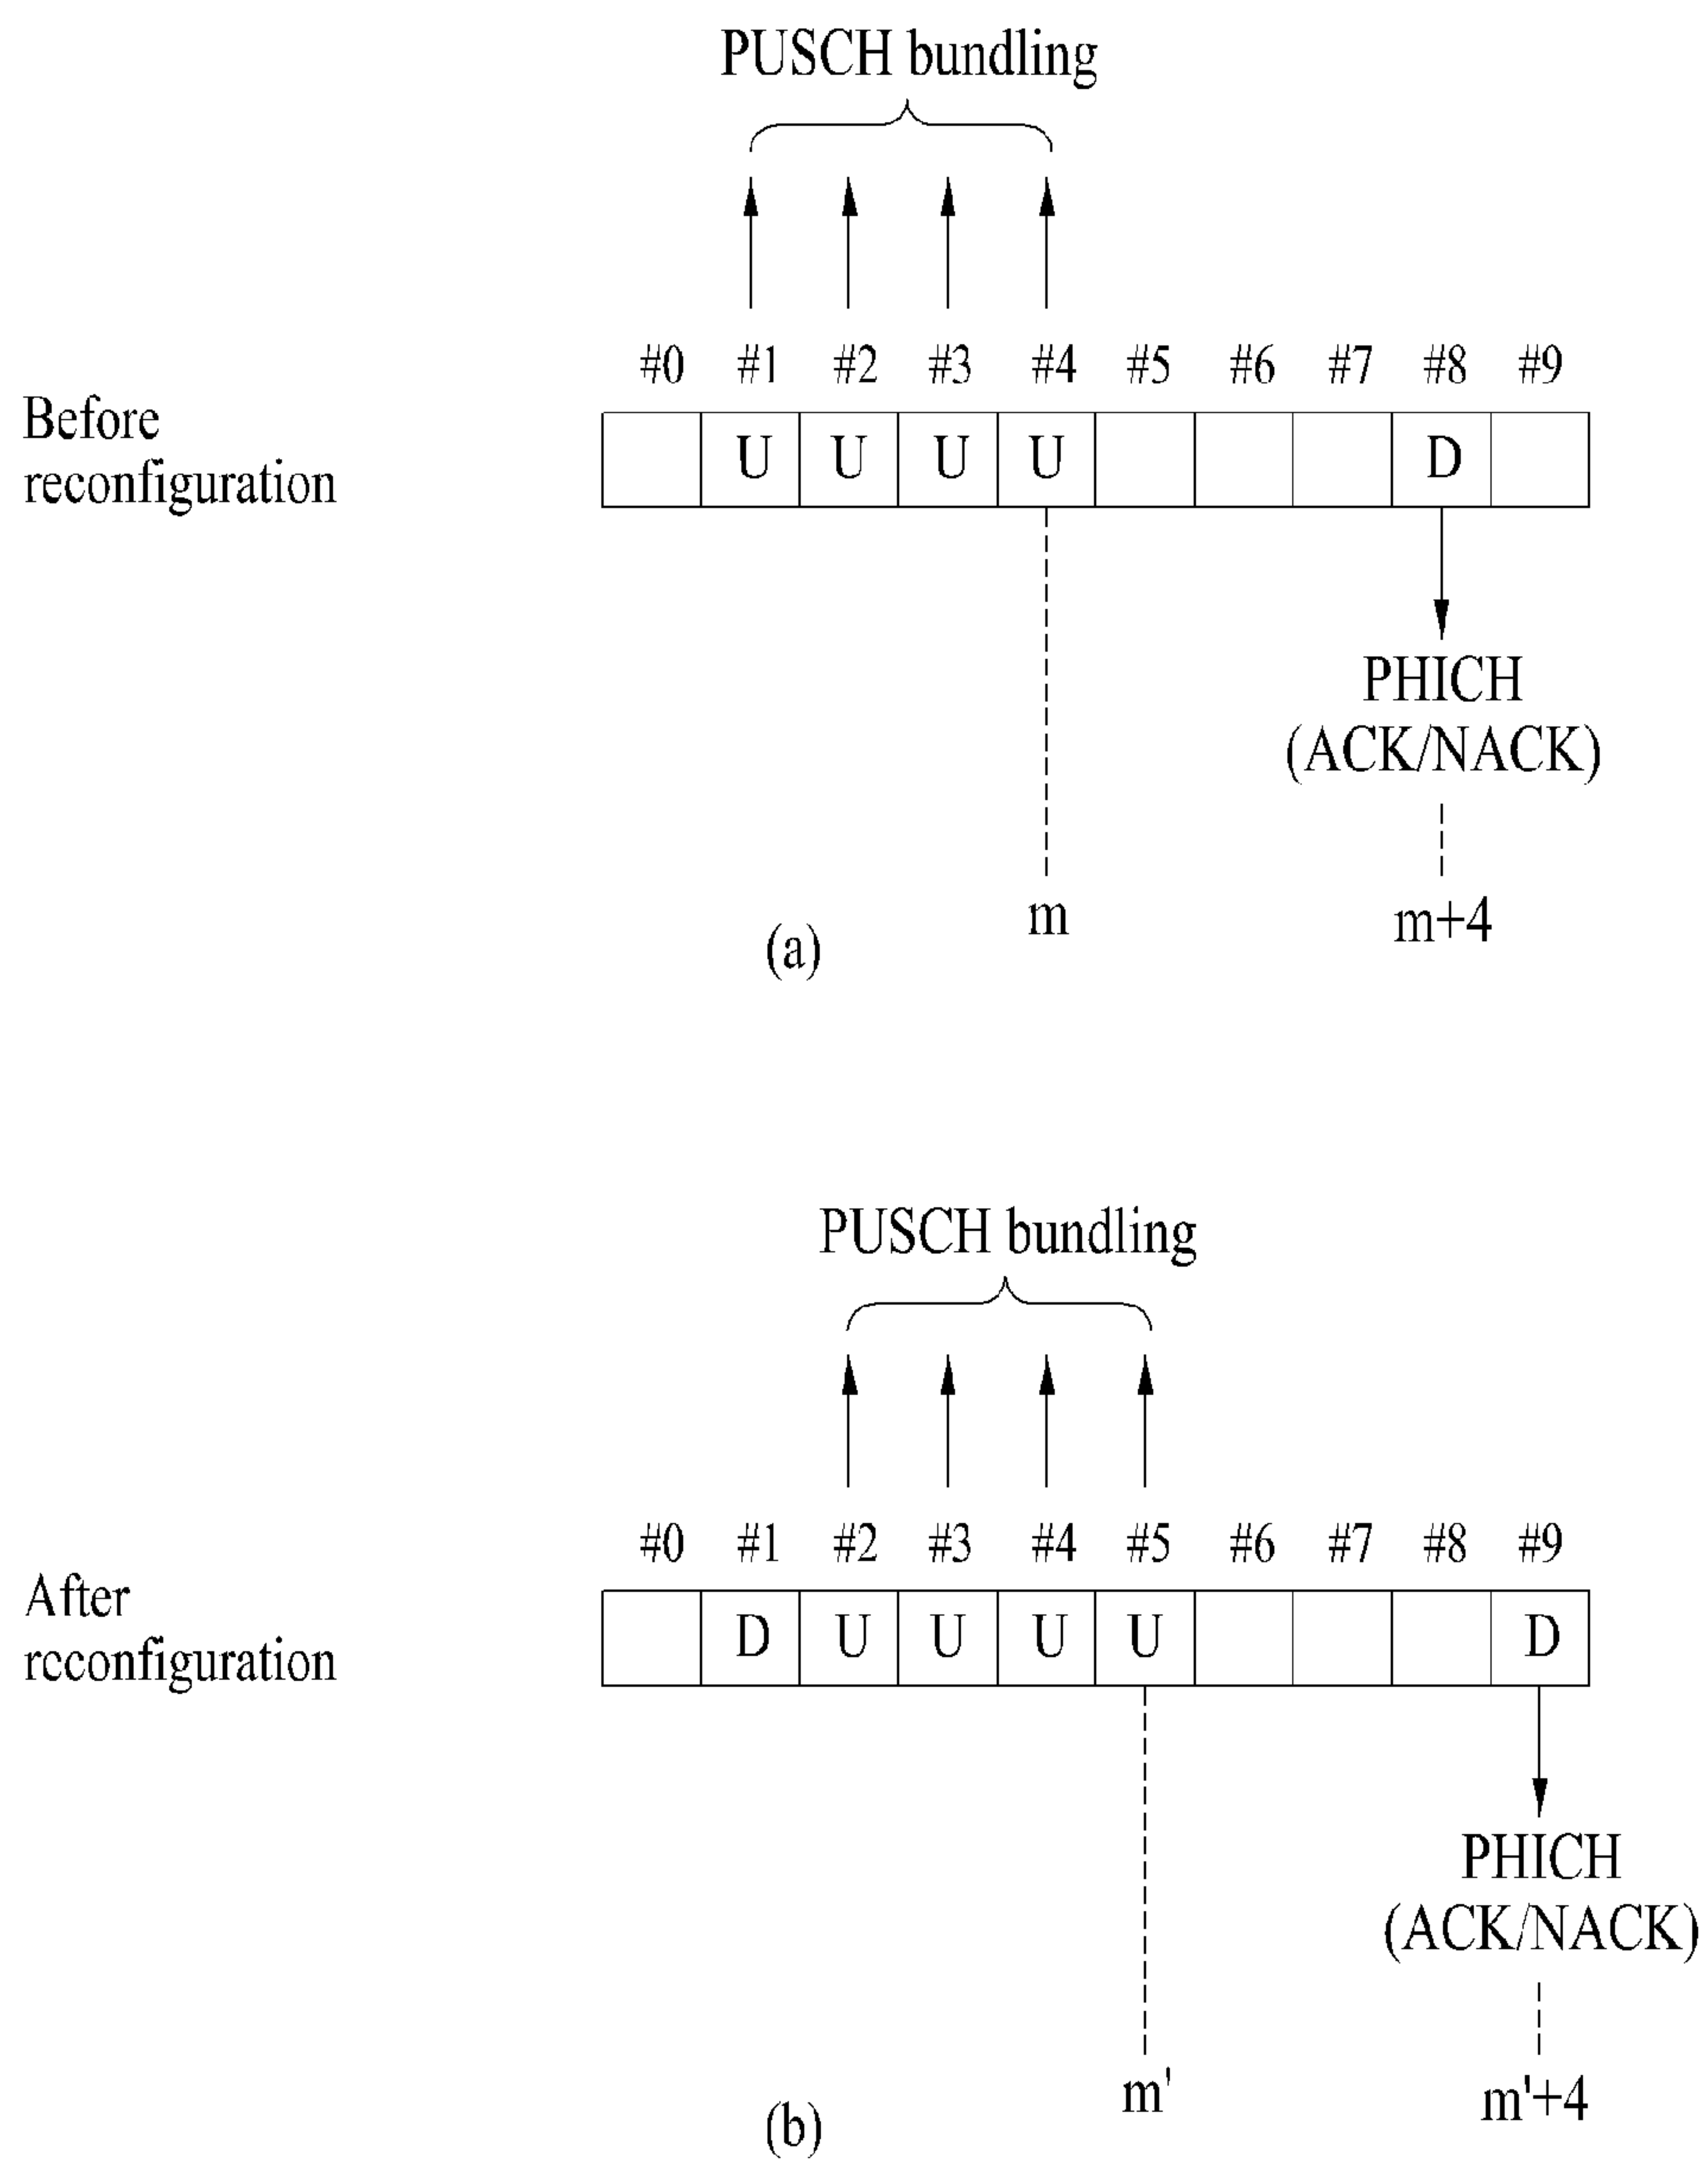 PUSCH bundling
#0 #1 #2 #3 #4 #5 #6 #7 #8 #9
Before
reconfiguration
U U U U D
PHICH
(ACK/NACK)
m m+4
(a)
PUSCH bundling
#0 #1 #2 #3 #4 #5 #6 #7 #8 #9
After
rcconfiguration
D U U U U D
PHICH
(ACK/NACK)
m' m'+4
(b)